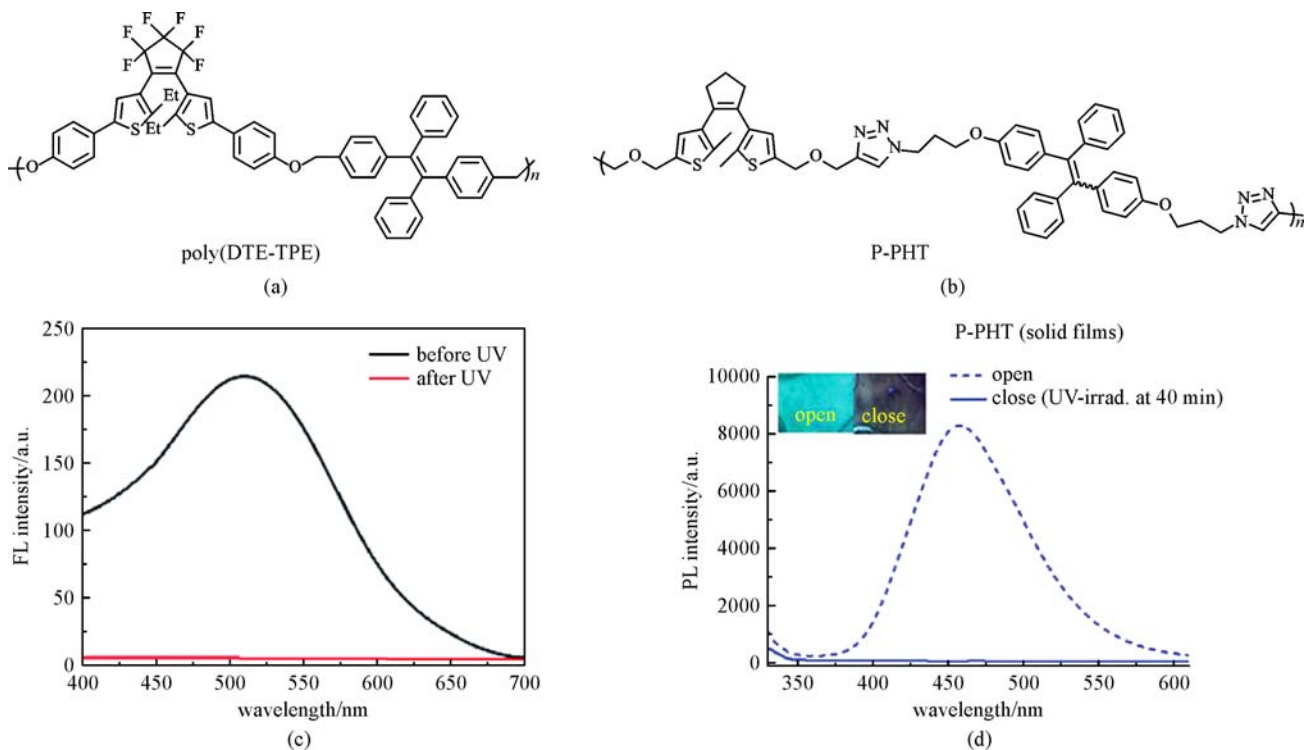 F F F F F F
Et
Et
S
S
O
O
n
poly(DTE-TPE)
(a)
S
S
O
O
N=N
N
O
O
N=N
N
n
P-PHT
(b)
250
200
150
100
50
0
400 450 500 550 600 650 700
FL intensity/a.u.
wavelength/nm
before UV
after UV
(c)
P-PHT (solid films)
open
close (UV-irrad. at 40 min)
open close
10000
8000
6000
4000
2000
0
350 400 450 500 550 600
PL intensity/a.u.
wavelength/nm
(d)